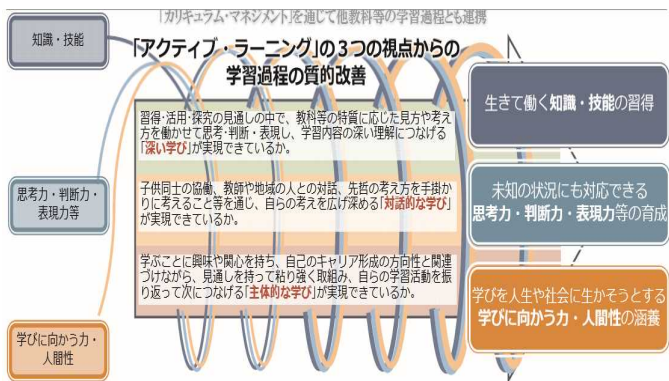 「カリキュラム・マネジメント」を通じて他教科等の学習過程とも連携
「アクティブ・ラーニング」の３つの視点からの
学習過程の質的改善
知識・技能
思考力・判断力・
表現力等
学びに向かう力・
人間性
習得・活用・探究の見通しの中で、教科等の特質に応じた見方や考え
方を働かせて思考・判断・表現し、学習内容の深い理解につなげる
「深い学び」が実現できているか。
子供同士の協働、教師や地域の人との対話、先哲の考え方を手掛か
りに考えること等を通じ、自らの考えを広げ深める「対話的な学び」
が実現できているか。
学ぶことに興味や関心を持ち、自己のキャリア形成の方向性と関連
づけながら、見通しを持って粘り強く取組み、自らの学習活動を振
り返って次につなげる「主体的な学び」が実現できているか。
生きて働く知識・技能の習得
未知の状況にも対応できる
思考力・判断力・表現力等の育成
学びを人生や社会に生かそうとする
学びに向かう力・人間性の涵養